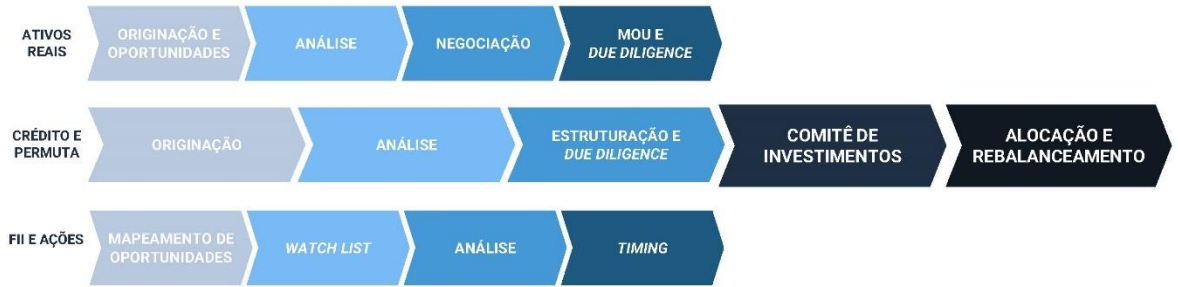 ATIVOS
REAIS
ORIGINAÇÃO E
OPORTUNIDADES
ANÁLISE
NEGOCIAÇÃO
MOU E
DUE DILIGENCE
CRÉDITO E
PERMUTA
ORIGINAÇÃO
ANÁLISE
ESTRUTURAÇÃO E
DUE DILIGENCE
COMITÊ DE
INVESTIMENTOS
ALOCAÇÃO E
REBALANCEAMENTO
FII E AÇÕES
MAPEAMENTO DE
OPORTUNIDADES
WATCH LIST
ANÁLISE
TIMING